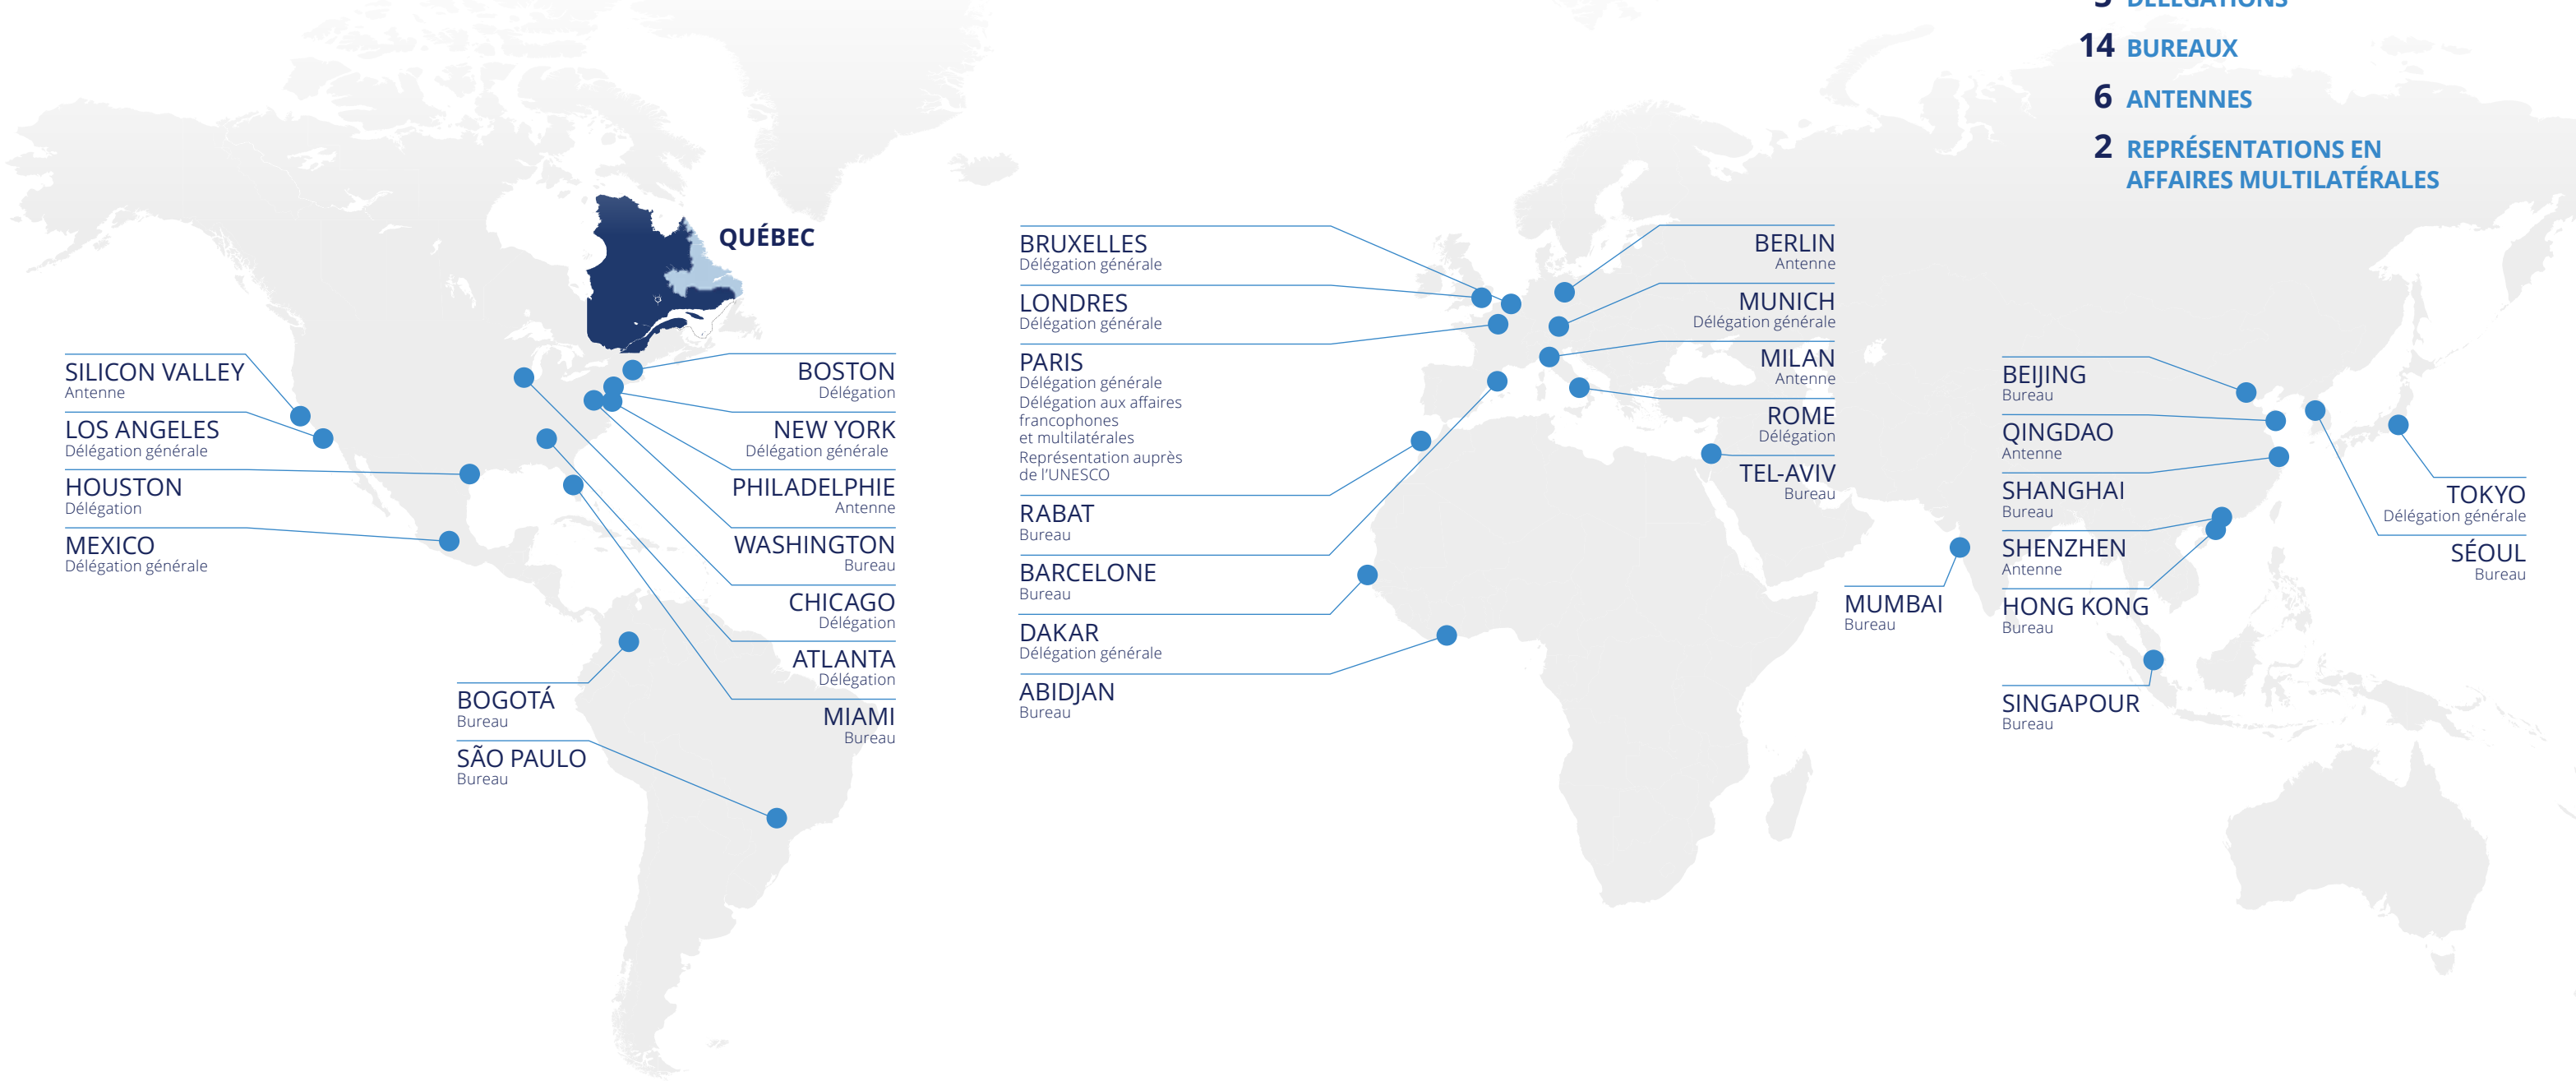 5 DÉLÉGATIONS
14 BUREAUX
6 ANTENNES
2 REPRÉSENTATIONS EN
AFFAIRES MULTILATÉRALES
QUÉBEC
SILICON VALLEY
Antenne
LOS ANGELES
Délégation générale
HOUSTON
Délégation
MEXICO
Délégation générale
BOSTON
Délégation
NEW YORK
Délégation générale
PHILADELPHIE
Antenne
WASHINGTON
Bureau
CHICAGO
Délégation
ATLANTA
Délégation
MIAMI
Bureau
BOGOTÁ
Bureau
SÃO PAULO
Bureau
BRUXELLES
Délégation générale
LONDRES
Délégation générale
PARIS
Délégation générale
Délégation aux affaires
francophones
et multilatérales
Représentation auprès
de l’UNESCO
RABAT
Bureau
BARCELONE
Bureau
DAKAR
Délégation générale
ABIDJAN
Bureau
BERLIN
Antenne
MUNICH
Délégation générale
MILAN
Antenne
ROME
Délégation
TEL-AVIV
Bureau
MUMBAI
Bureau
BEIJING
Bureau
QINGDAO
Antenne
SHANGHAI
Bureau
SHENZHEN
Antenne
HONG KONG
Bureau
SINGAPOUR
Bureau
TOKYO
Délégation générale
SÉOUL
Bureau